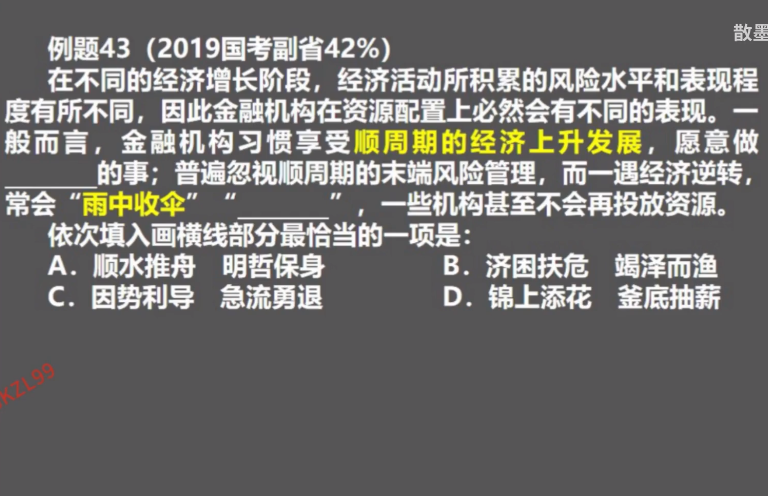 散墨
例题43（2019国考副省42%）
在不同的经济增长阶段，经济活动所积累的风险水平和表现程
度有所不同，因此金融机构在资源配置上必然会有不同的表现。一
般而言，金融机构习惯享受顺周期的经济上升发展，愿意做
________的事；普遍忽视顺周期的末端风险管理，而一遇经济逆转，
常会“雨中收伞”“________”，一些机构甚至不会再投放资源。
依次填入画横线部分最恰当的一项是：
A．顺水推舟　明哲保身　B．济困扶危　竭泽而渔
C．因势利导　急流勇退　D．锦上添花　釜底抽薪